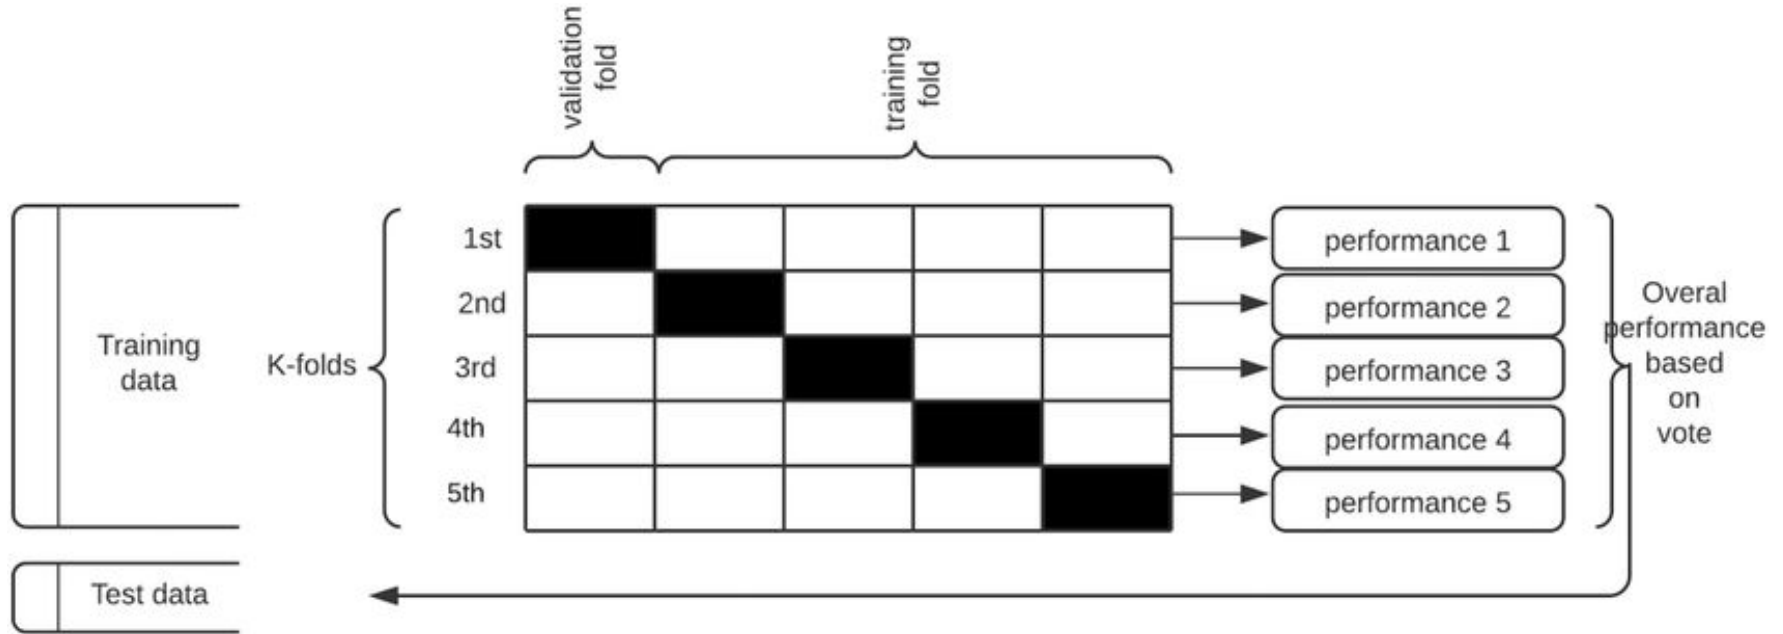 validation
fold
training
fold
Training
data
K-folds
1st
2nd
3rd
4th
5th
performance 1
performance 2
performance 3
performance 4
performance 5
Overal
performance
based
on
vote
Test data